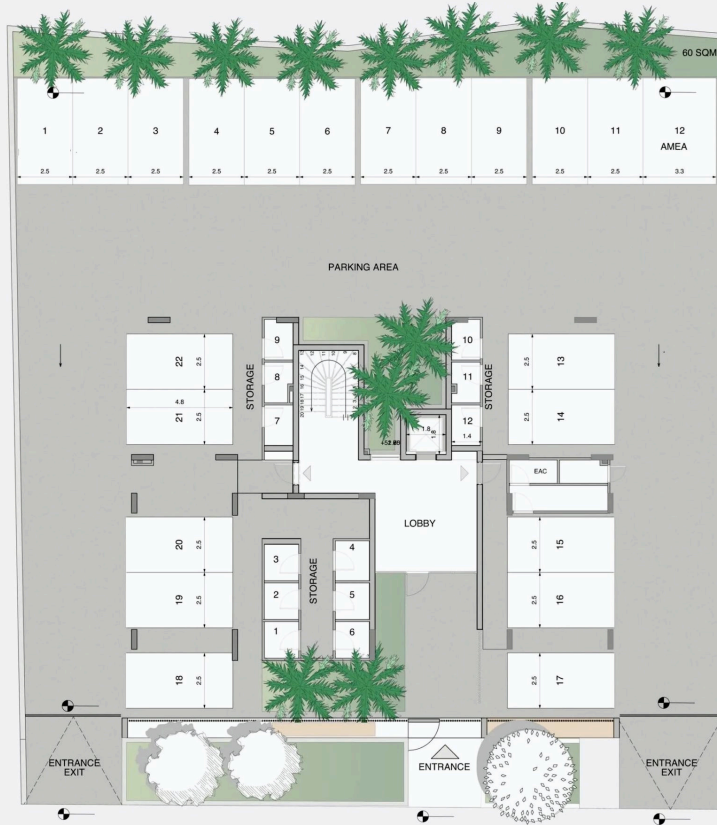 60 SQM
1 2 3 4 5 6 7 8 9 10 11 12
AMEA
2.5 2.5 2.5 2.5 2.5 2.5 2.5 2.5 2.5 2.5 2.5 3.3
PARKING AREA
22 2.5
4.8
21 2.5
STORAGE
9
8
7
10
11
12
1.4
STORAGE
1.8
13 2.5
14 2.5
EAC
LOBBY
20 2.5
19 2.5
18 2.5
STORAGE
3 4
2 5
1 6
15 2.5
16 2.5
17 2.5
ENTRANCE
EXIT
ENTRANCE
ENTRANCE
EXIT